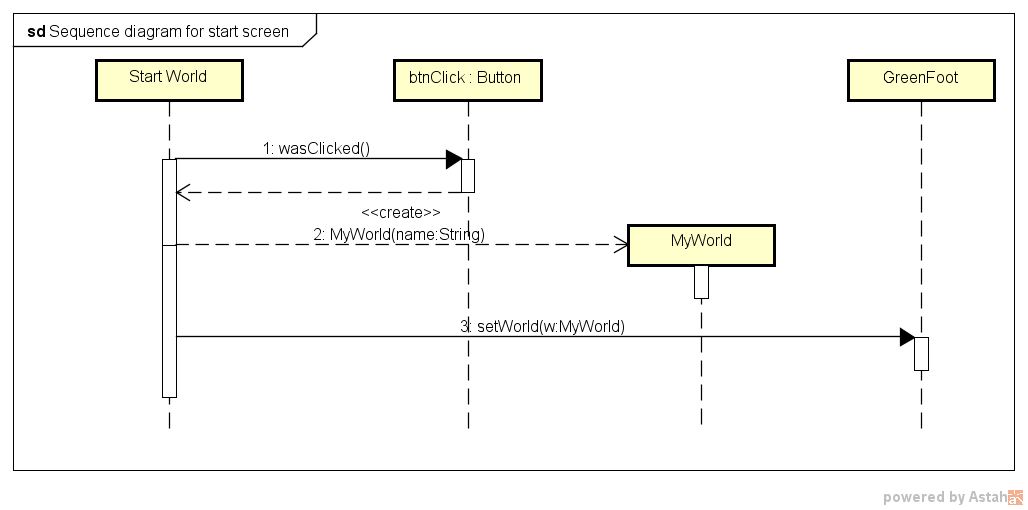 sd Sequence diagram for start screen
Start World
btnClick : Button
GreenFoot
1: wasClicked()
<<create>>
2: MyWorld(name:String)
MyWorld
3: setWorld(w:MyWorld)
powered by Astah